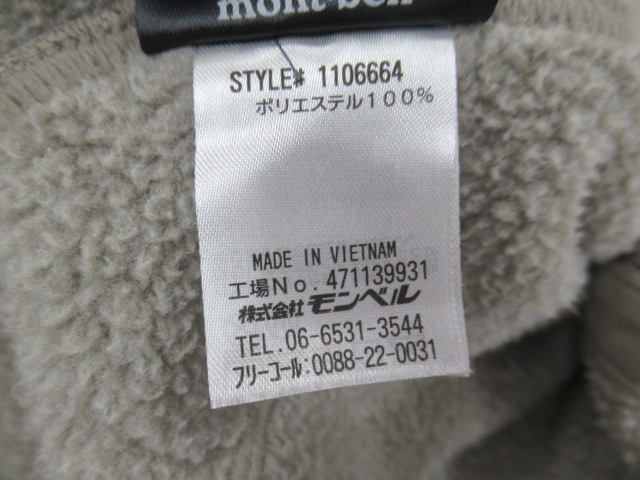 mont-bell
STYLE# 1106664
ポリエステル100%
MADE IN VIETNAM
工場No. 471139931
株式会社モンベル
TEL. 06-6531-3544
フリーコール: 0088-22-0031